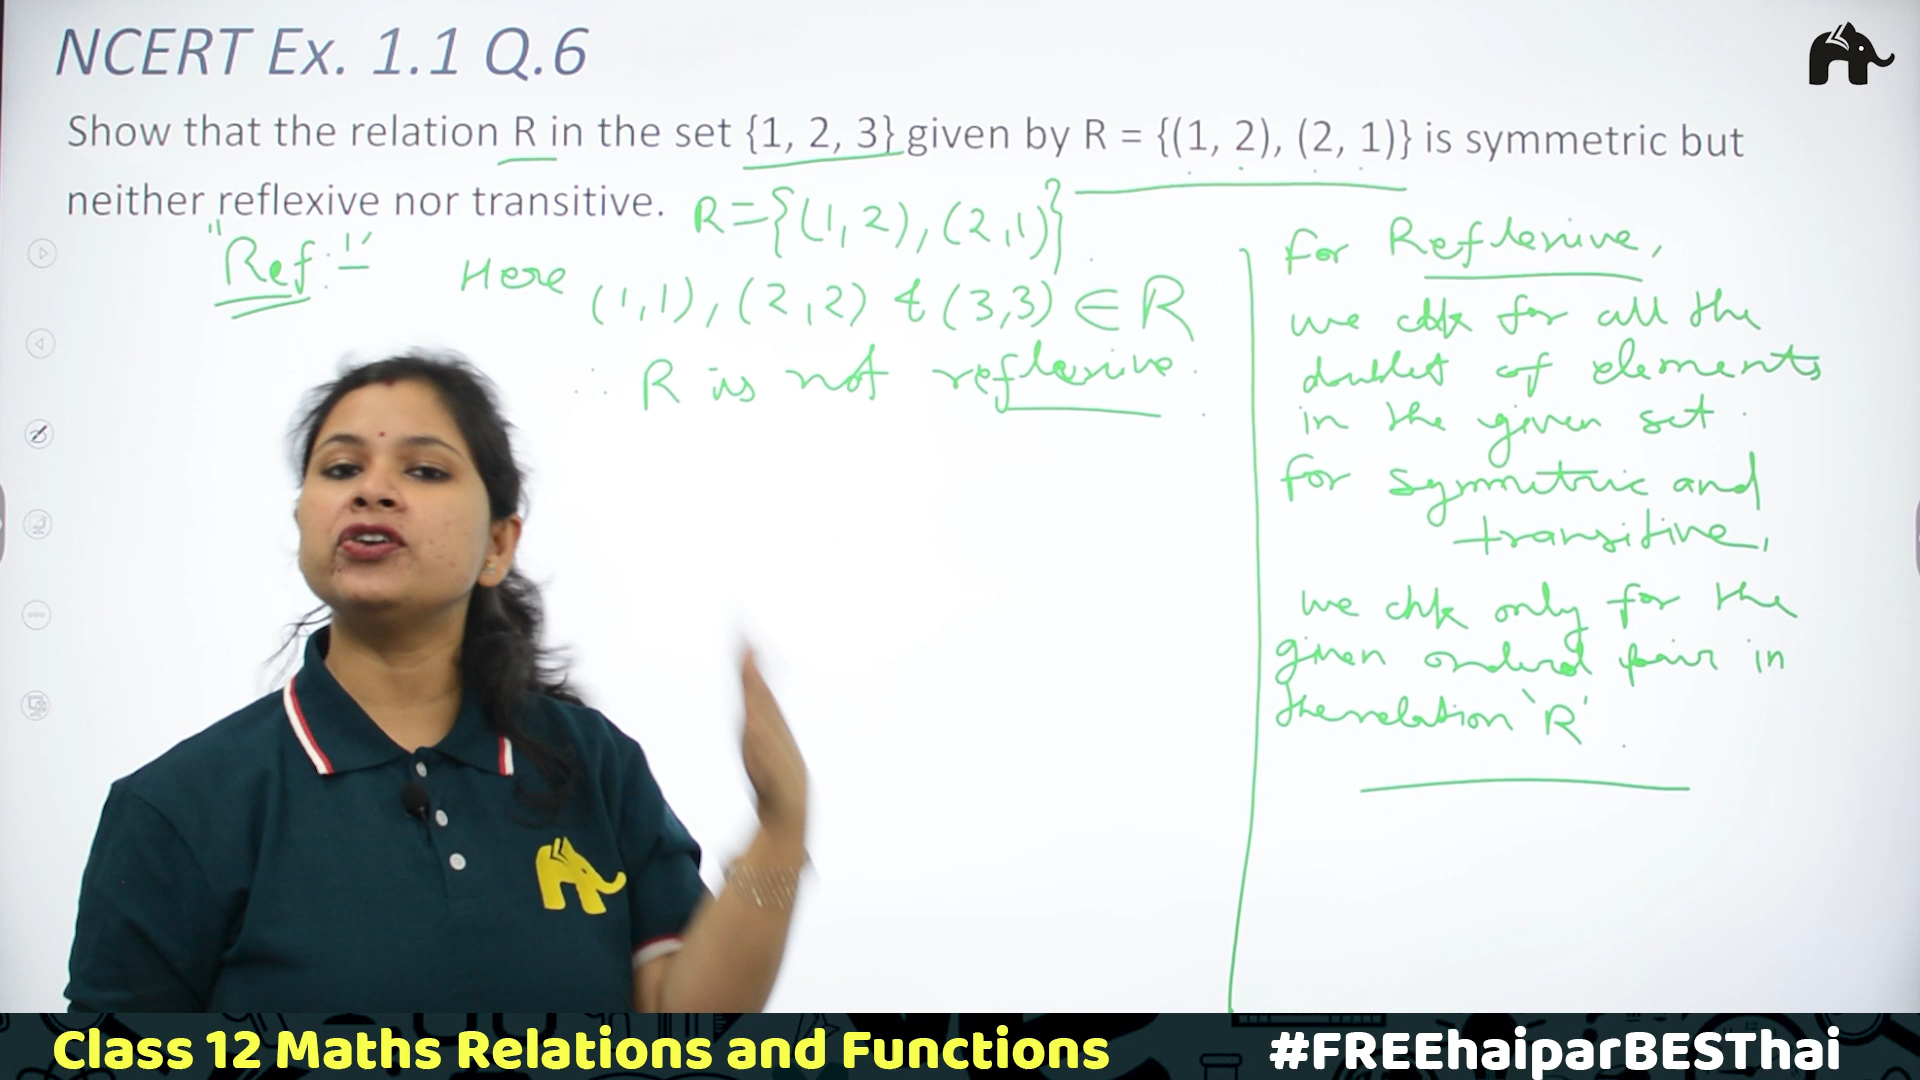 NCERT Ex. 1.1 Q.6
Show that the relation R in the set {1, 2, 3} given by R = {(1, 2), (2, 1)} is symmetric but
neither reflexive nor transitive.
R={(1,2),(2,1)}
"Ref:-"
Here (1,1),(2,2) & (3,3) ∈ R
∴ R is not reflexive.
for Reflexive,
we chk for all the
doublet of elements
in the given set.
for symmetric and
transitive,
we chk only for the
given ordered pair in
the relation 'R'
Class 12 Maths Relations and Functions
#FREEhaiparBESThai